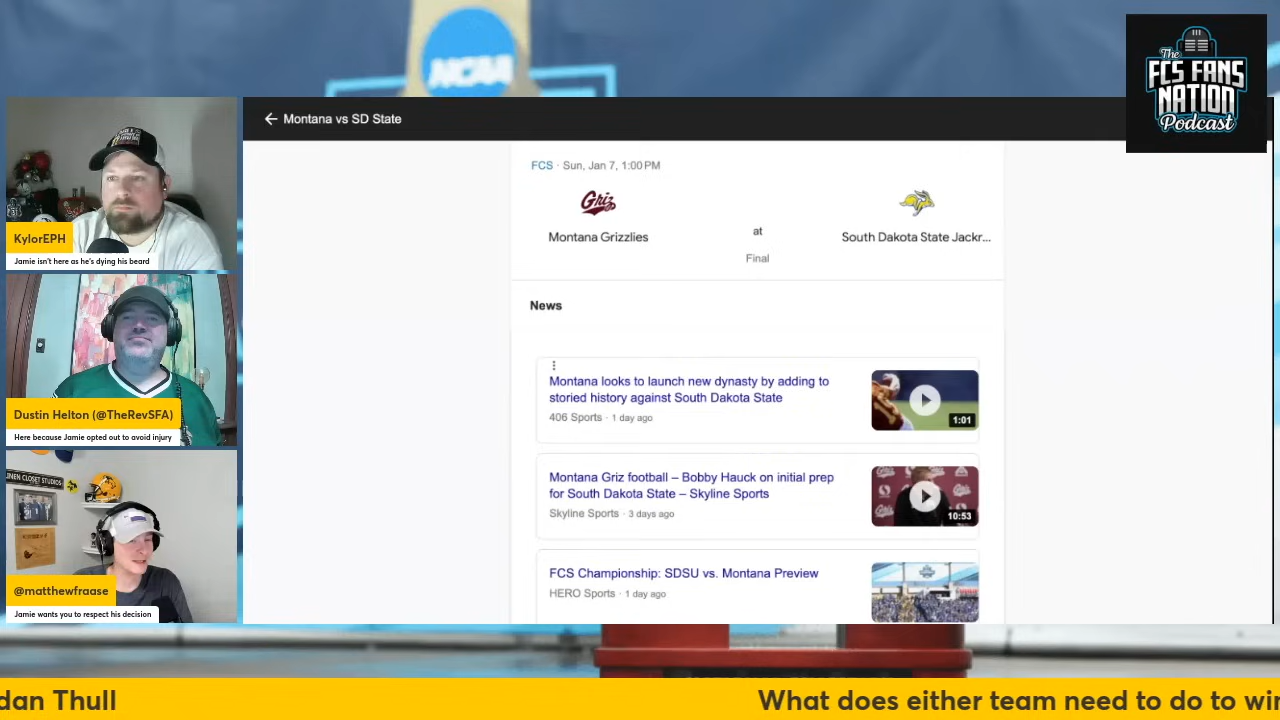 NCAA
The
FCS FANS
NATION
Podcast
Montana vs SD State
FCS · Sun, Jan 7, 1:00 PM
Griz
Montana Grizzlies
at
South Dakota State Jackr...
Final
News
Montana looks to launch new dynasty by adding to
storied history against South Dakota State
406 Sports · 1 day ago
1:01
Montana Griz football – Bobby Hauck on initial prep
for South Dakota State – Skyline Sports
Skyline Sports · 3 days ago
10:53
FCS Championship: SDSU vs. Montana Preview
HERO Sports · 1 day ago
KylorEPH
Jamie isn't here as he's dying his beard
Dustin Helton (@TheRevSFA)
Here because Jamie opted out to avoid injury
LINEN CLOSET STUDIOS
@matthewfraase
Jamie wants you to respect his decision
dan Thull
What does either team need to do to win